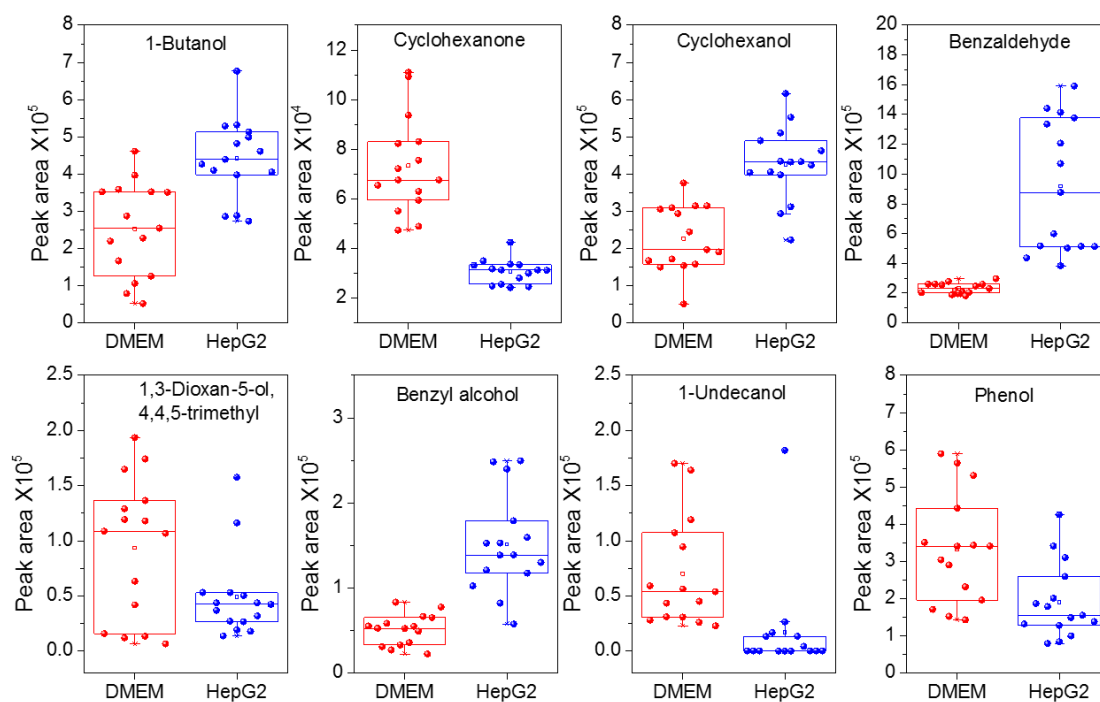 1-Butanol
Peak area X10^5
8
7
6
5
4
3
2
1
0
DMEM HepG2
Cyclohexanone
Peak area X10^4
12
10
8
6
4
2
DMEM HepG2
Cyclohexanol
Peak area X10^5
8
7
6
5
4
3
2
1
0
DMEM HepG2
Benzaldehyde
Peak area X10^5
20
18
16
14
12
10
8
6
4
2
0
DMEM HepG2
1,3-Dioxan-5-ol,
4,4,5-trimethyl
Peak area X10^5
2.5
2.0
1.5
1.0
0.5
0.0
DMEM HepG2
Benzyl alcohol
Peak area X10^5
3
2
1
0
DMEM HepG2
1-Undecanol
Peak area X10^5
2.5
2.0
1.5
1.0
0.5
0.0
DMEM HepG2
Phenol
Peak area X10^5
8
7
6
5
4
3
2
1
0
DMEM HepG2